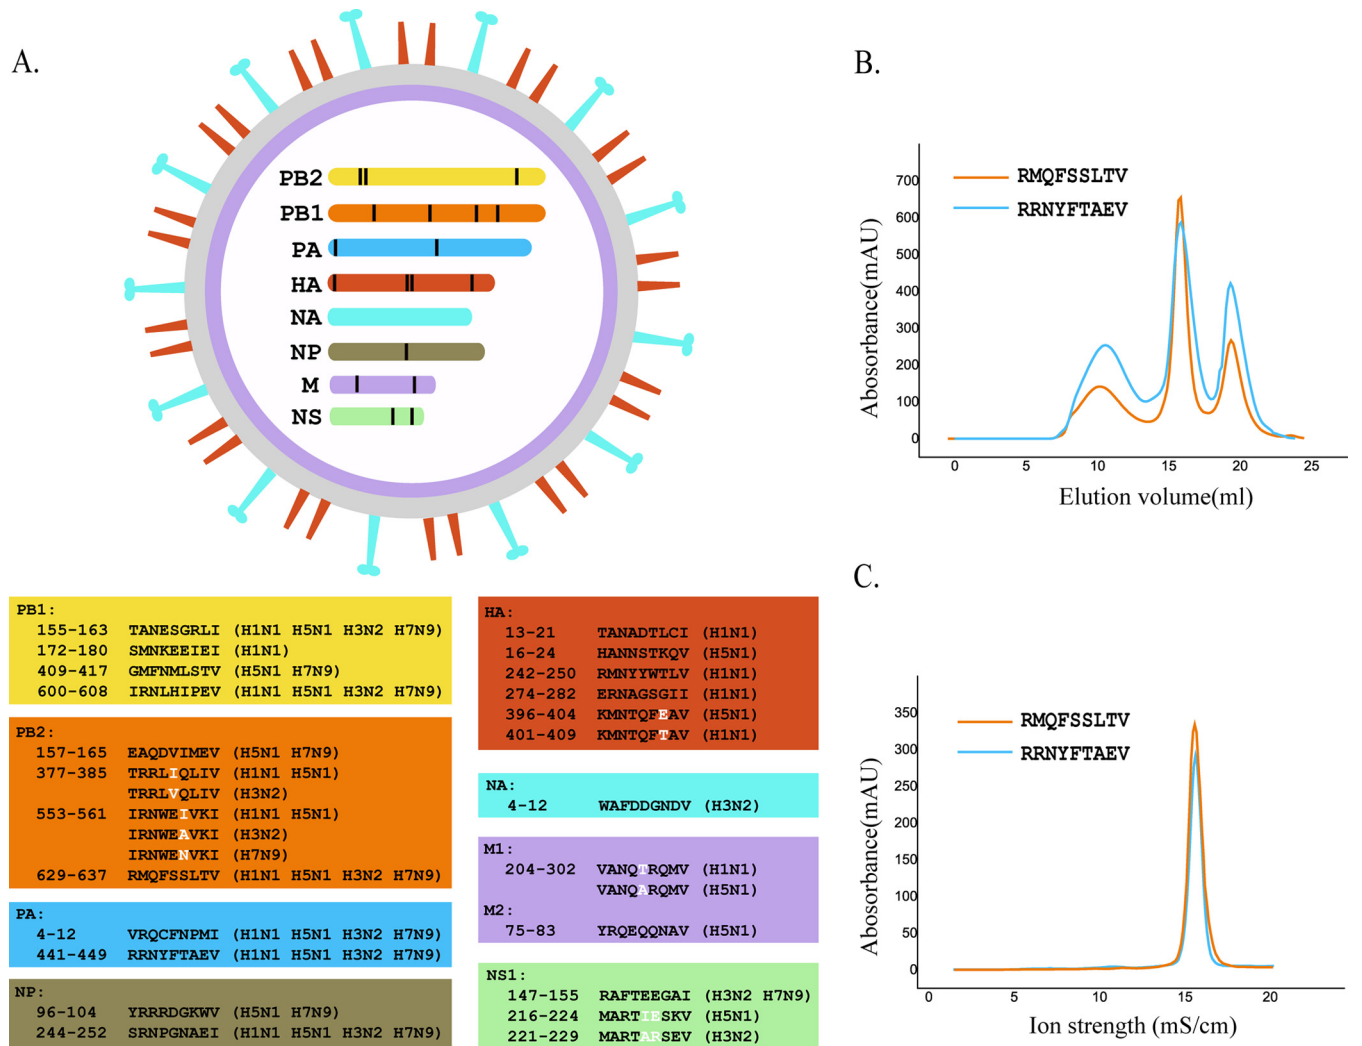 A.
PB2
PB1
PA
HA
NA
NP
M
NS
PB1:
155-163 TANESGRLI (H1N1 H5N1 H3N2 H7N9)
172-180 SMNKEEIEI (H1N1)
409-417 GMFNMLSTV (H5N1 H7N9)
600-608 IRNLHIPEV (H1N1 H5N1 H3N2 H7N9)
PB2:
157-165 EAQDVIMEV (H5N1 H7N9)
377-385 TRRLIQLIV (H1N1 H5N1)
TRRLVQLIV (H3N2)
553-561 IRNWEIVKI (H1N1 H5N1)
IRNWEAVKI (H3N2)
IRNWENVKI (H7N9)
629-637 RMQFSSLTV (H1N1 H5N1 H3N2 H7N9)
PA:
4-12 VRQCFNPMI (H1N1 H5N1 H3N2 H7N9)
441-449 RRNYFTAEV (H1N1 H5N1 H3N2 H7N9)
NP:
96-104 YRRRDGKWV (H5N1 H7N9)
244-252 SRNPGNAEI (H1N1 H5N1 H3N2 H7N9)
HA:
13-21 TANADTLCI (H1N1)
16-24 HANNSTKQV (H5N1)
242-250 RMNYYWTLV (H1N1)
274-282 ERNAGSGII (H1N1)
396-404 KMNTQFEAV (H5N1)
401-409 KMNTQFTAV (H1N1)
NA:
4-12 WAFDDGNDV (H3N2)
M1:
204-302 VANQTRQMV (H1N1)
VANQARQMV (H5N1)
M2:
75-83 YRQEQQNAV (H5N1)
NS1:
147-155 RAFTEEGAI (H3N2 H7N9)
216-224 MARTIESKV (H5N1)
221-229 MARTARSEV (H3N2)
B.
Abosorbance(mAU)
700
600
500
400
300
200
100
0
RMQFSSLTV
RRNYFTAEV
0 5 10 15 20 25
Elution volume(ml)
C.
Abosorbance(mAU)
350
300
250
200
150
100
50
0
RMQFSSLTV
RRNYFTAEV
0 5 10 15 20
Ion strength (mS/cm)